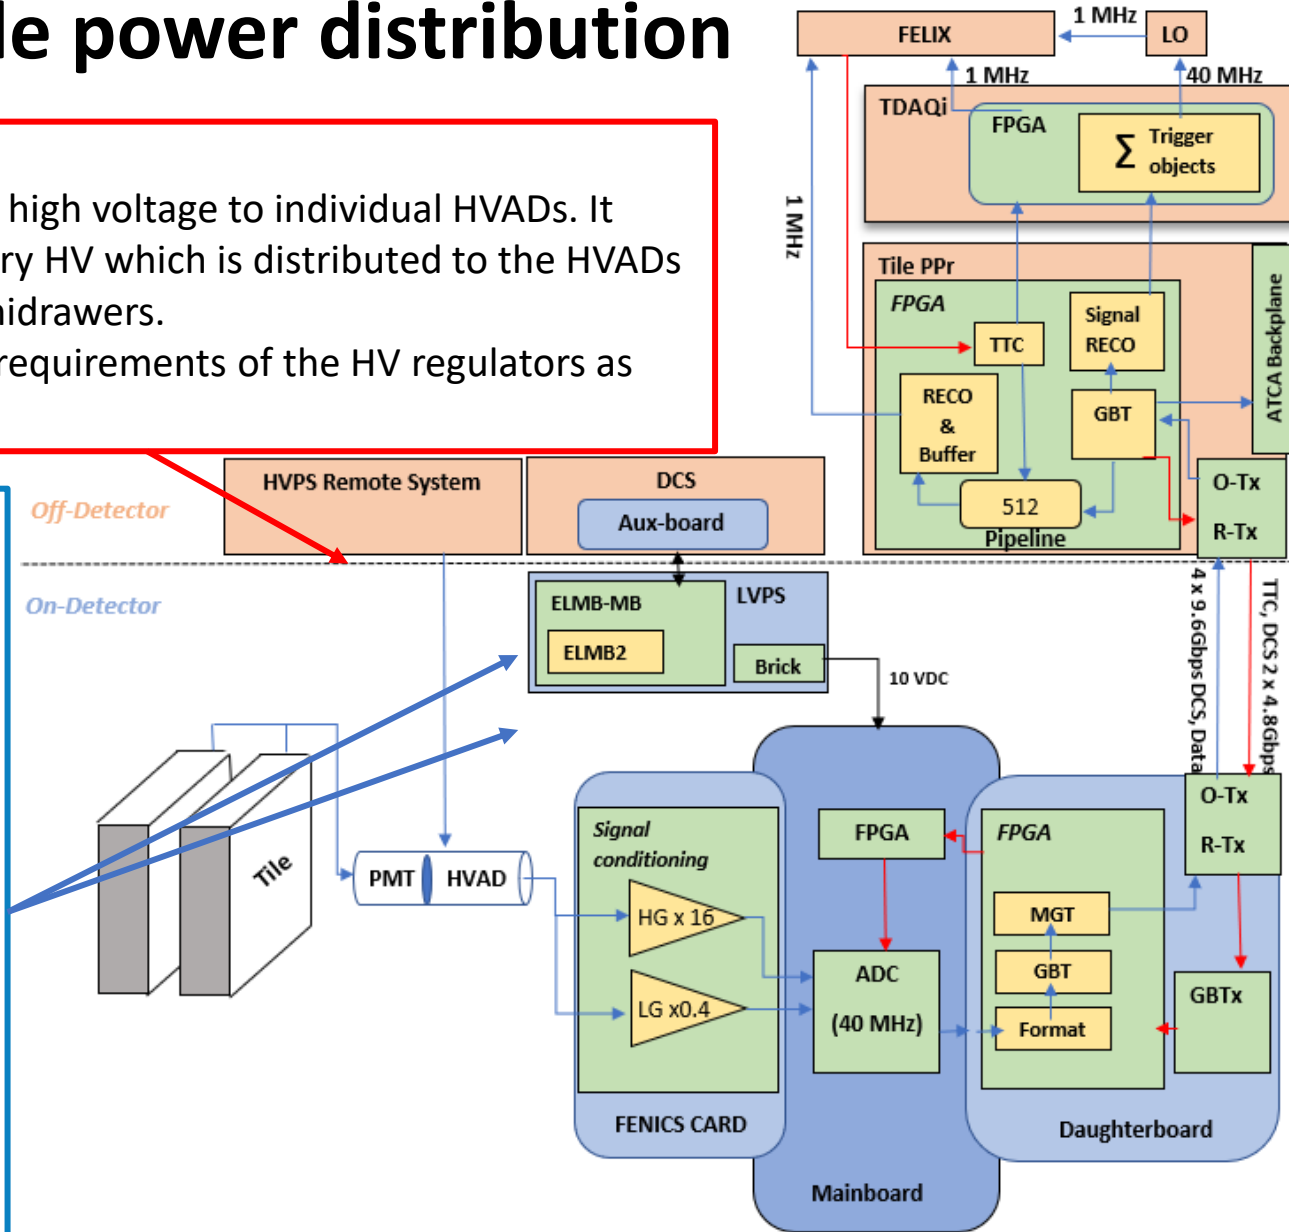 le power distribution
high voltage to individual HVADs. It
ry HV which is distributed to the HVADs
nidrawers.
requirements of the HV regulators as
FELIX
1 MHz
LO
1 MHz
40 MHz
TDAQi
FPGA
Σ Trigger
objects
1 MHz
Tile PPr
FPGA
TTC
Signal
RECO
RECO
&
Buffer
GBT
512
Pipeline
ATCA Backplane
O-Tx
R-Tx
HVPS Remote System
DCS
Aux-board
Off-Detector
On-Detector
ELMB-MB
ELMB2
LVPS
Brick
10 VDC
4 x 9.6Gbps DCS, Data
TTC, DCS 2 x 4.8Gbps
Tile
PMT
HVAD
Signal
conditioning
HG x 16
LG x0.4
FENICS CARD
FPGA
ADC
(40 MHz)
Mainboard
FPGA
MGT
GBT
Format
O-Tx
R-Tx
GBTx
Daughterboard